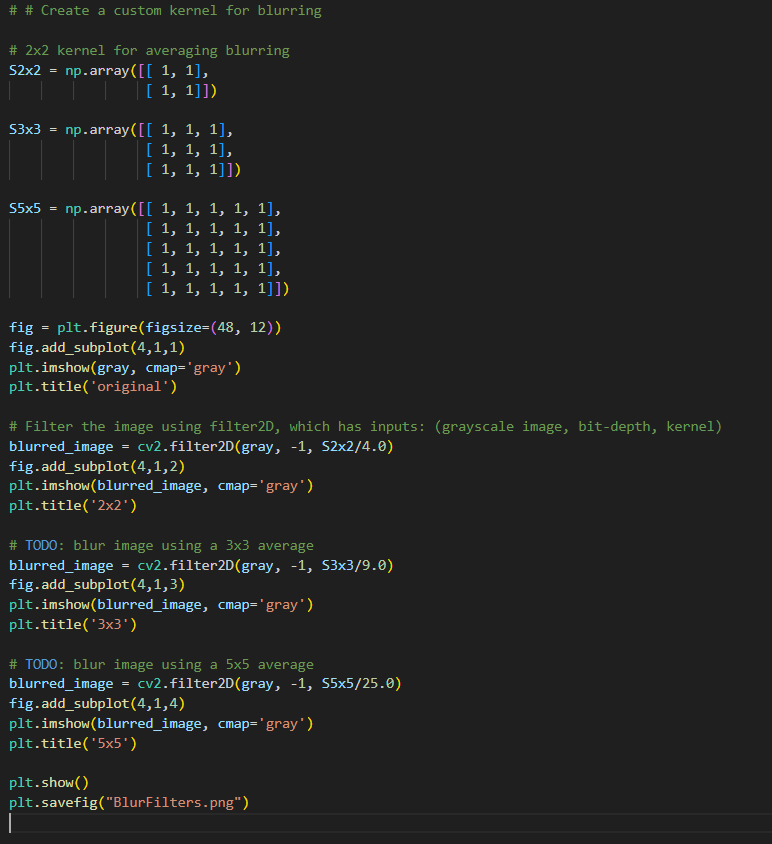 # # Create a custom kernel for blurring
# 2x2 kernel for averaging blurring
S2x2 = np.array([[ 1, 1],
[ 1, 1]])
S3x3 = np.array([[ 1, 1, 1],
[ 1, 1, 1],
[ 1, 1, 1]])
S5x5 = np.array([[ 1, 1, 1, 1, 1],
[ 1, 1, 1, 1, 1],
[ 1, 1, 1, 1, 1],
[ 1, 1, 1, 1, 1],
[ 1, 1, 1, 1, 1]])
fig = plt.figure(figsize=(48, 12))
fig.add_subplot(4,1,1)
plt.imshow(gray, cmap='gray')
plt.title('original')
# Filter the image using filter2D, which has inputs: (grayscale image, bit-depth, kernel)
blurred_image = cv2.filter2D(gray, -1, S2x2/4.0)
fig.add_subplot(4,1,2)
plt.imshow(blurred_image, cmap='gray')
plt.title('2x2')
# TODO: blur image using a 3x3 average
blurred_image = cv2.filter2D(gray, -1, S3x3/9.0)
fig.add_subplot(4,1,3)
plt.imshow(blurred_image, cmap='gray')
plt.title('3x3')
# TODO: blur image using a 5x5 average
blurred_image = cv2.filter2D(gray, -1, S5x5/25.0)
fig.add_subplot(4,1,4)
plt.imshow(blurred_image, cmap='gray')
plt.title('5x5')
plt.show()
plt.savefig("BlurFilters.png")